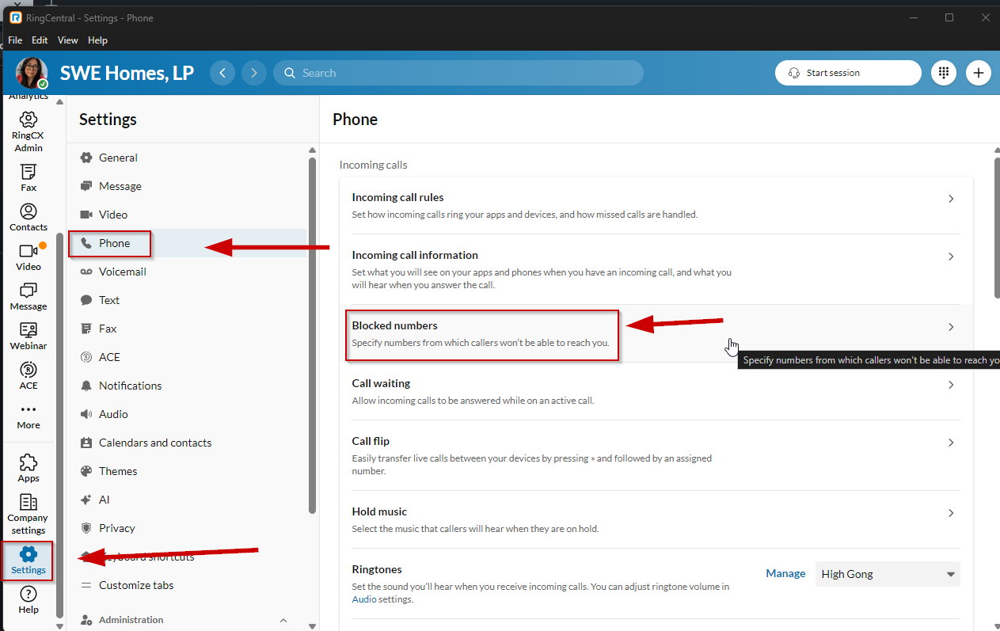 RingCentral - Settings - Phone
File Edit View Help
SWE Homes, LP
Search
Start session
Analytics
RingCX
Admin
Fax
Contacts
Video
Message
Webinar
ACE
More
Apps
Company
settings
Settings
Help
Settings
General
Message
Video
Phone
Voicemail
Text
Fax
ACE
Notifications
Audio
Calendars and contacts
Themes
AI
Privacy
Keyboard shortcuts
Customize tabs
Administration
Phone
Incoming calls
Incoming call rules
Set how incoming calls ring your apps and devices, and how missed calls are handled.
Incoming call information
Set what you will see on your apps and phones when you have an incoming call, and what you
will hear when you answer the call.
Blocked numbers
Specify numbers from which callers won't be able to reach you.
Specify numbers from which callers won't be able to reach yo
Call waiting
Allow incoming calls to be answered while on an active call.
Call flip
Easily transfer live calls between your devices by pressing * and followed by an assigned
number.
Hold music
Select the music that callers will hear when they are on hold.
Ringtones
Set the sound you'll hear when you receive incoming calls. You can adjust ringtone volume in
Audio settings.
Manage
High Gong